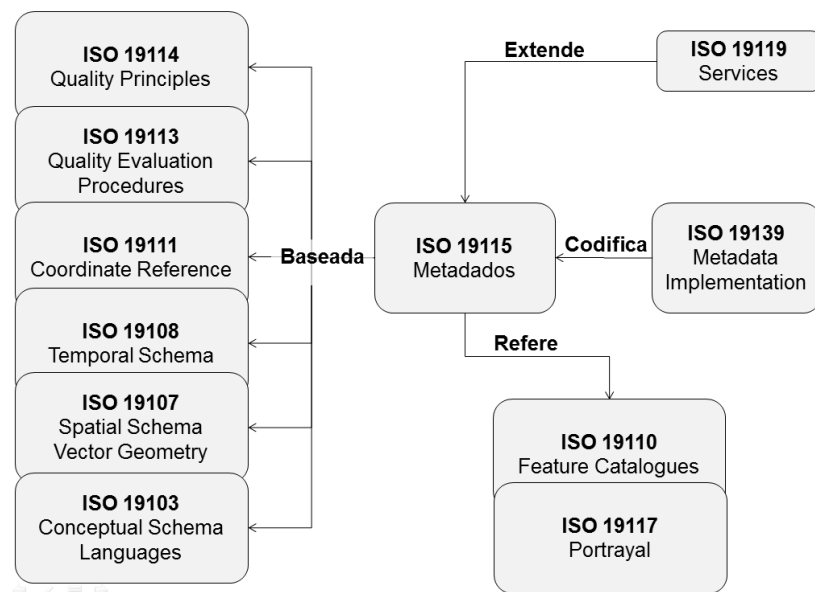 ISO 19114
Quality Principles
ISO 19113
Quality Evaluation
Procedures
ISO 19111
Coordinate Reference
ISO 19108
Temporal Schema
ISO 19107
Spatial Schema
Vector Geometry
ISO 19103
Conceptual Schema
Languages
Baseada
Extende
ISO 19119
Services
ISO 19115
Metadados
Codifica
ISO 19139
Metadata
Implementation
Refere
ISO 19110
Feature Catalogues
ISO 19117
Portrayal